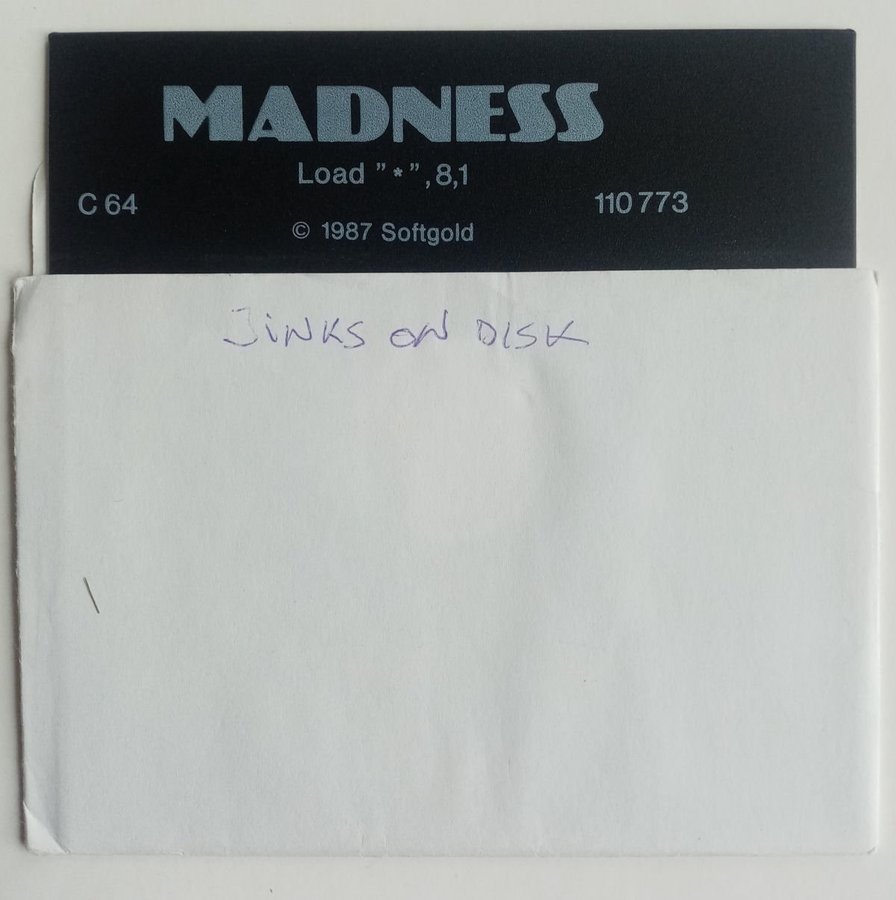 MADNESS
Load "*",8,1
C 64
110 773
© 1987 Softgold
JiNKS ON DISK